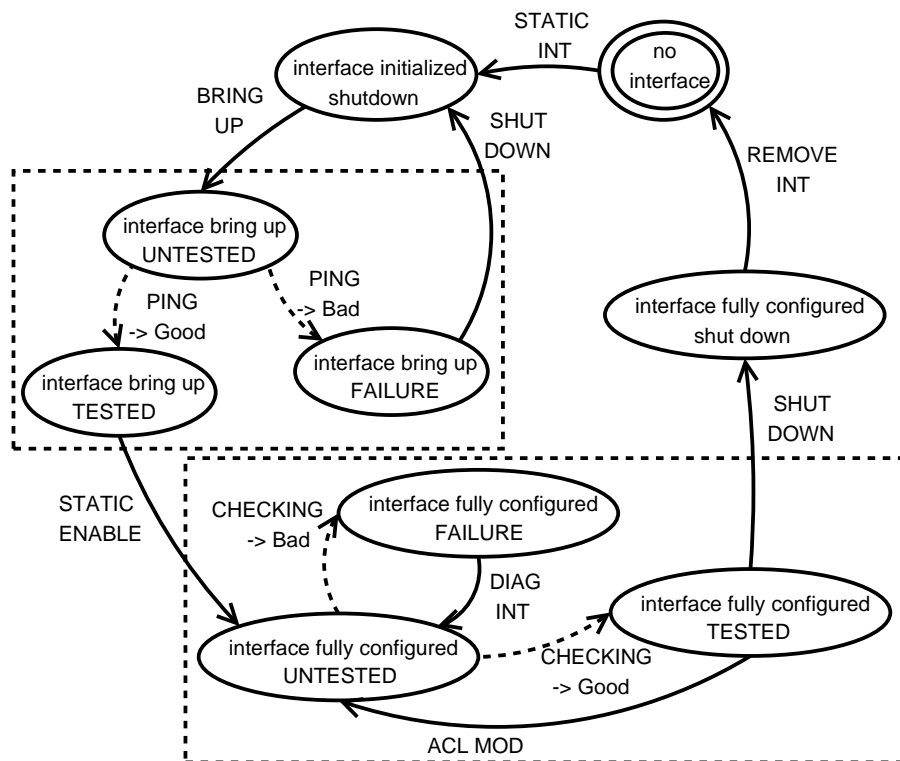 STATIC
INT
no
interface
interface initialized
shutdown
BRING
UP
SHUT
DOWN
REMOVE
INT
interface bring up
UNTESTED
PING
-> Good
PING
-> Bad
interface fully configured
shut down
interface bring up
TESTED
interface bring up
FAILURE
SHUT
DOWN
STATIC
ENABLE
CHECKING
-> Bad
interface fully configured
FAILURE
DIAG
INT
interface fully configured
TESTED
interface fully configured
UNTESTED
CHECKING
-> Good
ACL MOD